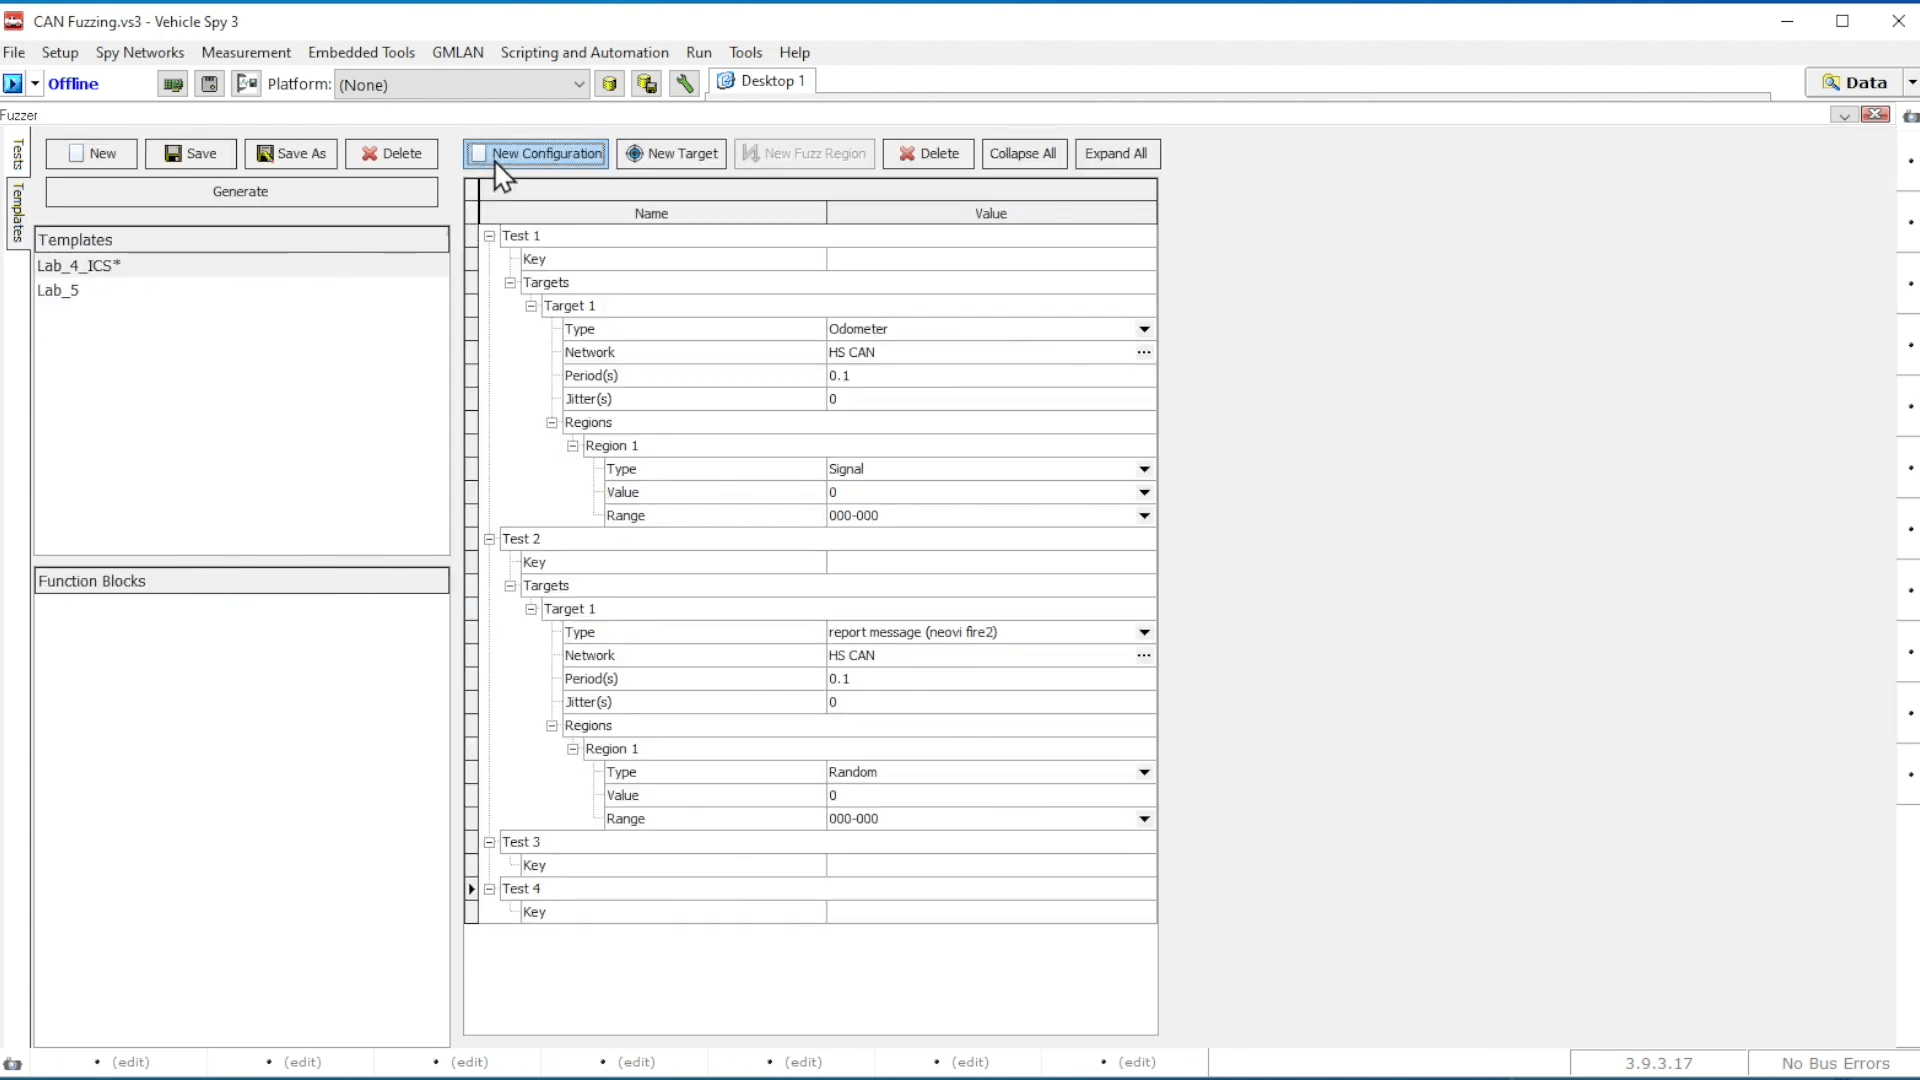 CAN Fuzzing.vs3 - Vehicle Spy 3
File Setup Spy Networks Measurement Embedded Tools GMLAN Scripting and Automation Run Tools Help
Offline Platform: (None) Desktop 1 Data
Fuzzer
Tests
Templates
New Save Save As Delete New Configuration New Target New Fuzz Region Delete Collapse All Expand All
Generate
Templates
Lab_4_ICS*
Lab_5
Function Blocks
Name Value
Test 1
Key
Targets
Target 1
Type Odometer
Network HS CAN ...
Period(s) 0.1
Jitter(s) 0
Regions
Region 1
Type Signal
Value 0
Range 000-000
Test 2
Key
Targets
Target 1
Type report message (neovi fire2)
Network HS CAN ...
Period(s) 0.1
Jitter(s) 0
Regions
Region 1
Type Random
Value 0
Range 000-000
Test 3
Key
Test 4
Key
• (edit) • (edit) • (edit) • (edit) • (edit) • (edit) • (edit) 3.9.3.17 No Bus Errors